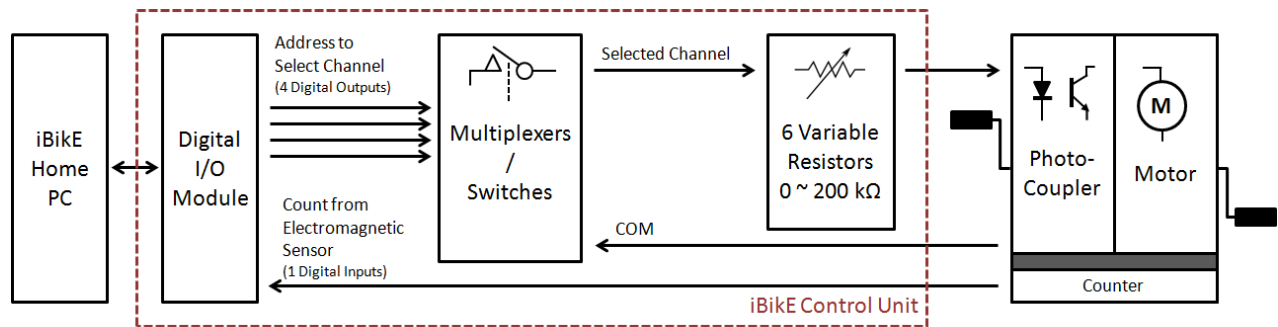 iBikE
Home
PC
Digital
I/O
Module
Address to
Select Channel
(4 Digital Outputs)
Count from
Electromagnetic
Sensor
(1 Digital Inputs)
Multiplexers
/
Switches
Selected Channel
COM
6 Variable
Resistors
0 ~ 200 kΩ
iBikE Control Unit
Photo-
Coupler
M
Motor
Counter